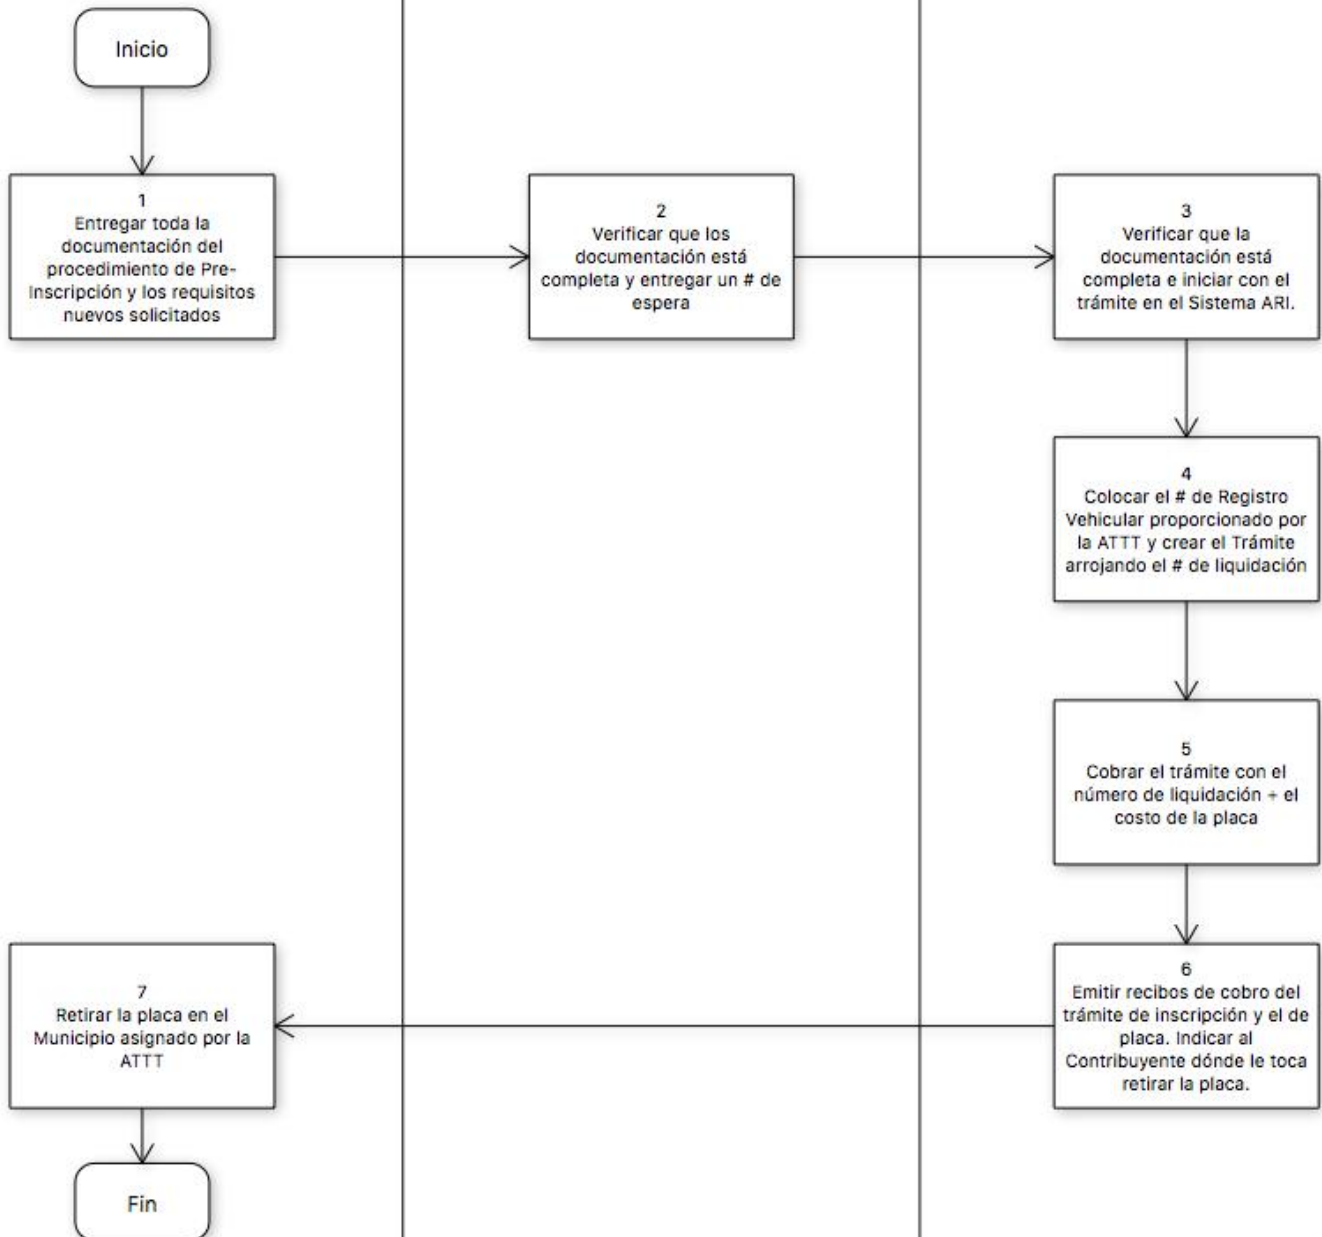 Inicio
1
Entregar toda la
documentación del
procedimiento de Pre-
Inscripción y los requisitos
nuevos solicitados
2
Verificar que los
documentación está
completa y entregar un # de
espera
3
Verificar que la
documentación está
completa e iniciar con el
trámite en el Sistema ARI.
4
Colocar el # de Registro
Vehicular proporcionado por
la ATTT y crear el Trámite
arrojando el # de liquidación
5
Cobrar el trámite con el
número de liquidación + el
costo de la placa
6
Emitir recibos de cobro del
trámite de inscripción y el de
placa. Indicar al
Contribuyente dónde le toca
retirar la placa.
7
Retirar la placa en el
Municipio asignado por la
ATTT
Fin